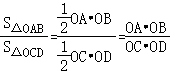 S△OAB/S△OCD = (1/2 OA•OB)/(1/2 OC•OD) = OA•OB/OC•OD